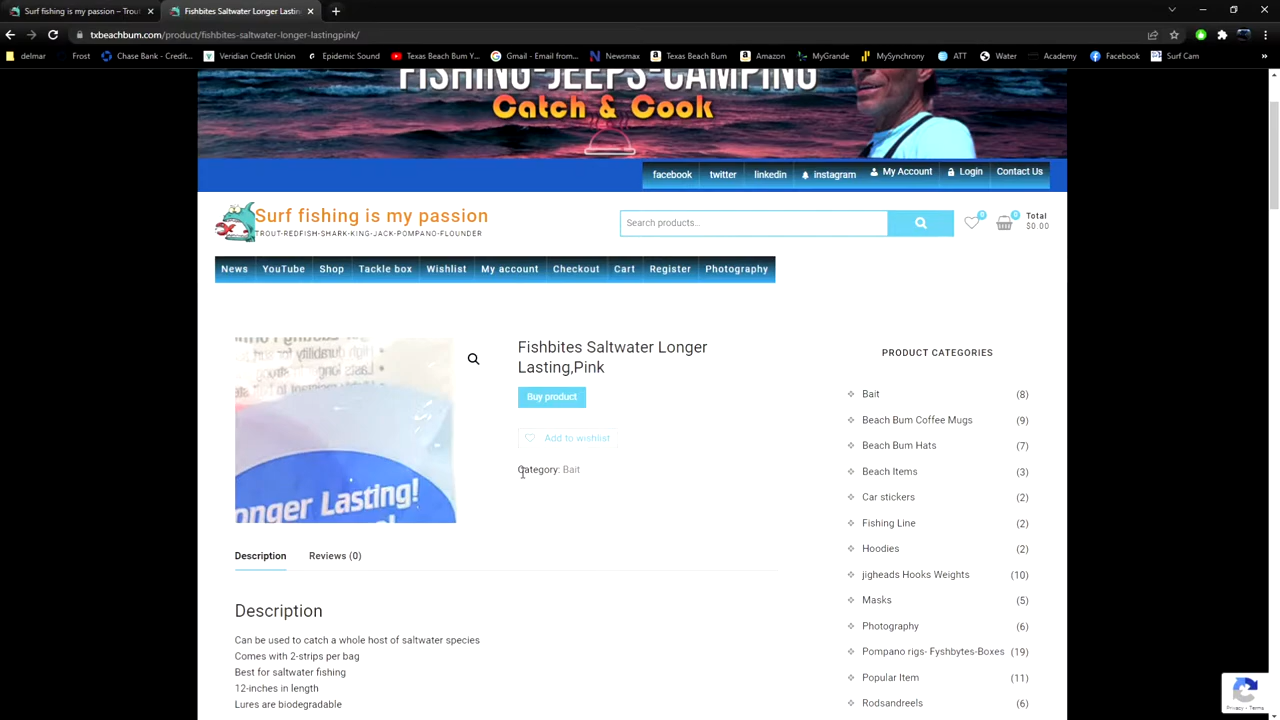 Surf fishing is my passion - TR
Fishbites Saltwater Longer Lasti
txbeachbum.com/product/fishbites-saltwater-longer-lastingpink/
delmar Frost Chase Bank - Credit... Veridian Credit Union Epidemic Sound Texas Beach Bum Y... Gmail - Email from... Newsmax Texas Beach Bum Amazon MyGrande MySynchrony ATT Water Academy Facebook Surf Cam »
FISHING-JEEPS-CAMPING
Catch & Cook
facebook twitter linkedin instagram My Account Login Contact Us
Surf fishing is my passion
TROUT-REDFISH-SHARK-KING-JACK-POMPANO-FLOUNDER
Search products...
0
0
Total
$0.00
News YouTube Shop Tackle box Wishlist My account Checkout Cart Register Photography
Fishbites Saltwater Longer
Lasting,Pink
Buy product
Add to wishlist
Category: Bait
onger Lasting!
Description Reviews (0)
Description
Can be used to catch a whole host of saltwater species
Comes with 2-strips per bag
Best for saltwater fishing
12-inches in length
Lures are biodegradable
PRODUCT CATEGORIES
Bait (8)
Beach Bum Coffee Mugs (9)
Beach Bum Hats (7)
Beach Items (3)
Car stickers (2)
Fishing Line (2)
Hoodies (2)
jigheads Hooks Weights (10)
Masks (5)
Photography (6)
Pompano rigs- Fyshbytes-Boxes (19)
Popular Item (11)
Rodsandreels (6)
Privacy - Terms